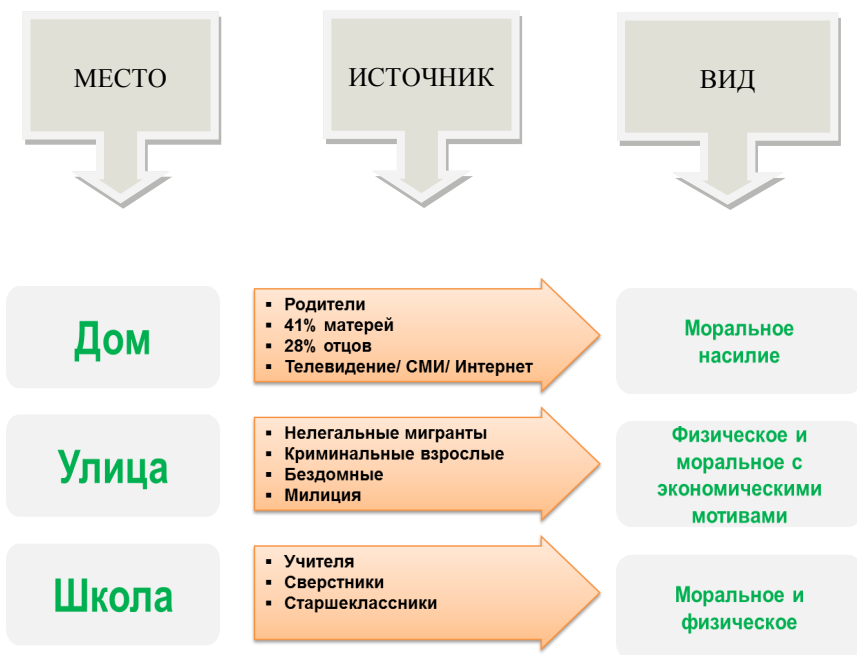 МЕСТО
ИСТОЧНИК
ВИД
Дом
▪ Родители
▪ 41% матерей
▪ 28% отцов
▪ Телевидение/ СМИ/ Интернет
Моральное
насилие
Улица
▪ Нелегальные мигранты
▪ Криминальные взрослые
▪ Бездомные
▪ Милиция
Физическое и
моральное с
экономическими
мотивами
Школа
▪ Учителя
▪ Сверстники
▪ Старшеклассники
Моральное и
физическое